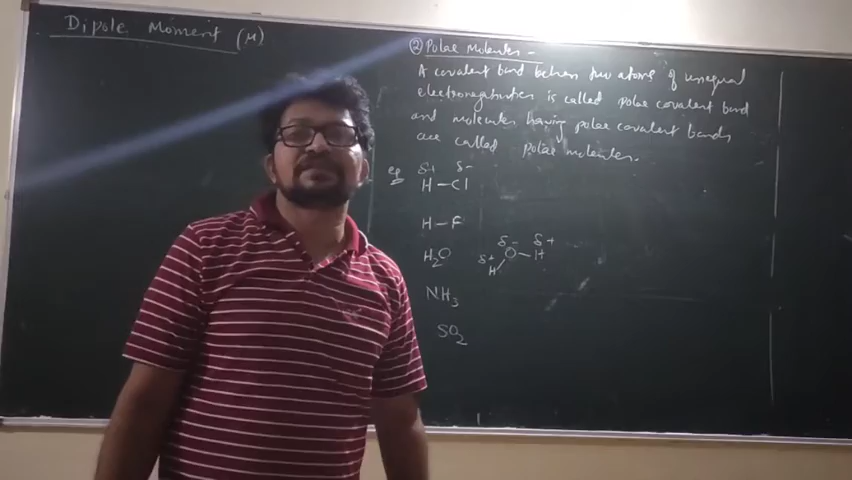 Dipole Moment (μ)
② Polar Molecules -
A covalent bond between two atoms of unequal
electronegativities is called polar covalent bond
and molecules having polar covalent bonds
are called polar molecules.
eg δ+ δ-
H-Cl
H-F
H₂O δ+ H O δ- H δ+
NH₃
SO₂